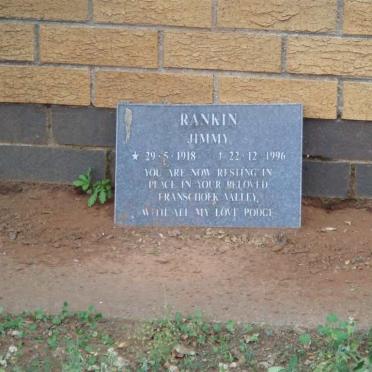 RANKIN
JIMMY
★ 29·5·1918 † 22·12·1996
YOU ARE NOW RESTING IN
PEACE IN YOUR BELOVED
FRANSCHOEK VALLEY,
WITH ALL MY LOVE PODGE